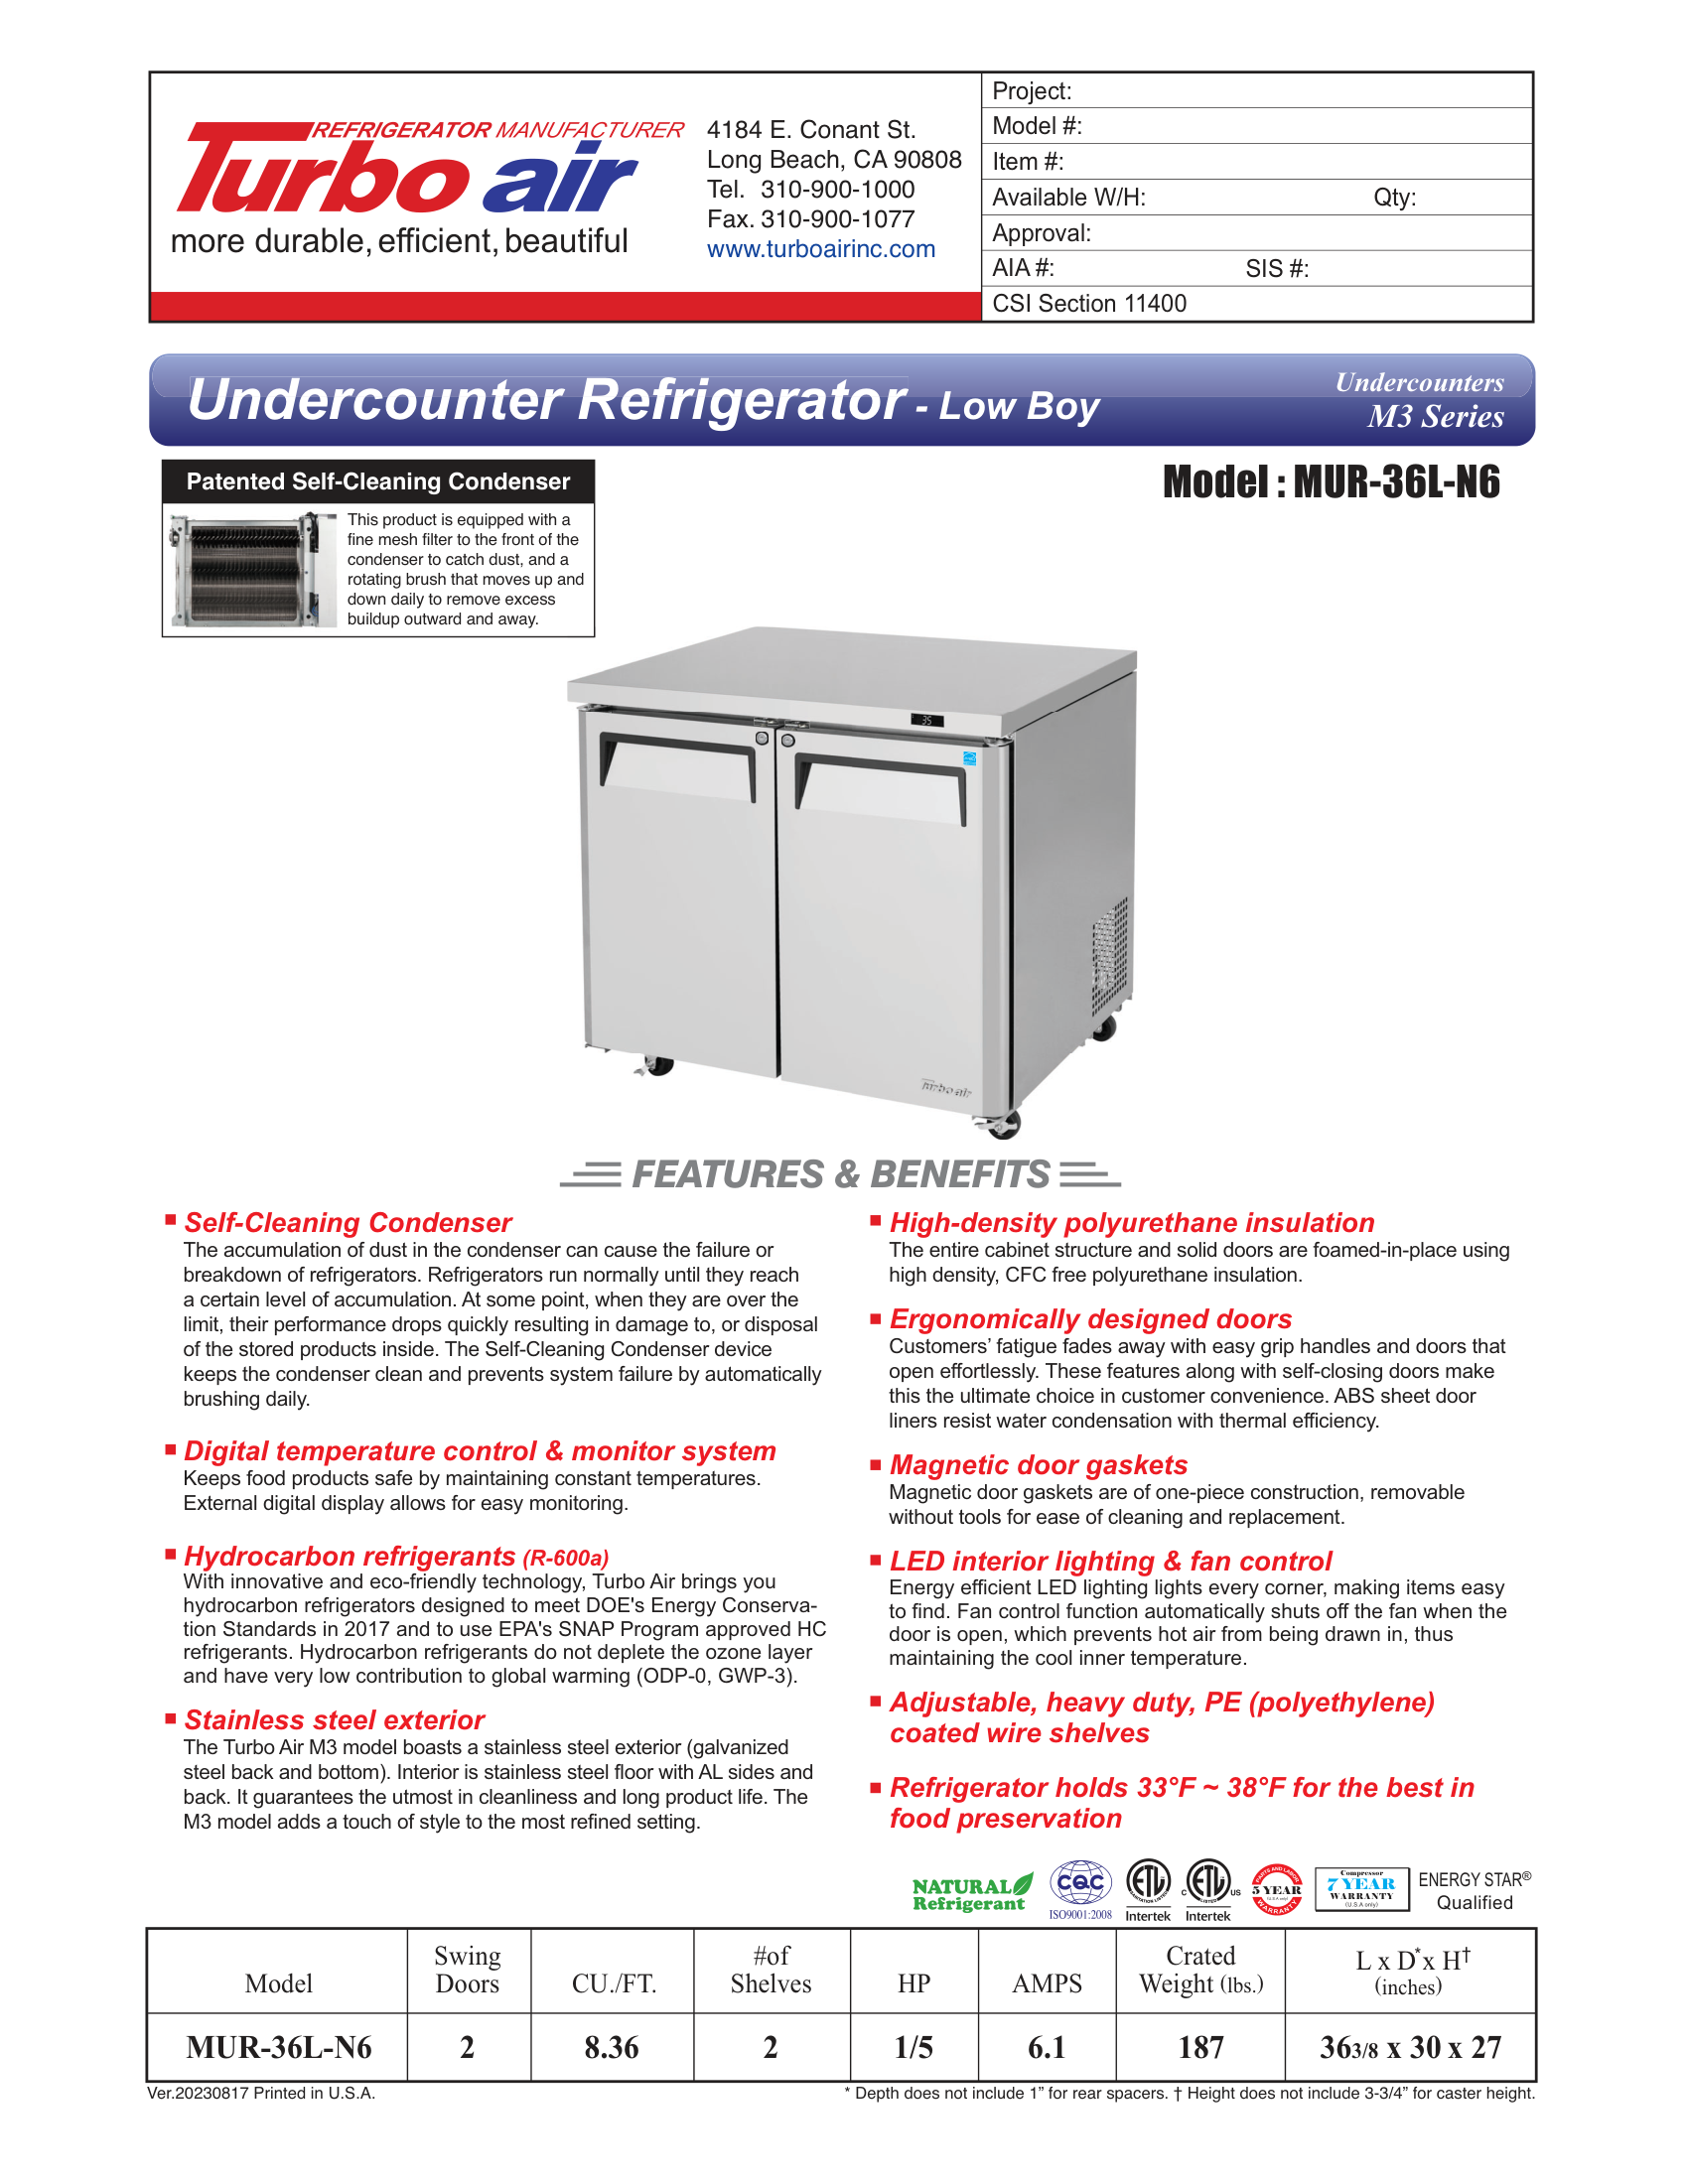 REFRIGERATOR MANUFACTURER
Turbo air
more durable, efficient, beautiful
4184 E. Conant St.
Long Beach, CA 90808
Tel. 310-900-1000
Fax. 310-900-1077
www.turboairinc.com
Project:
Model #:
Item #:
Available W/H: Qty:
Approval:
AIA #: SIS #:
CSI Section 11400
Undercounter Refrigerator - Low Boy
Undercounters
M3 Series
Patented Self-Cleaning Condenser
This product is equipped with a
fine mesh filter to the front of the
condenser to catch dust, and a
rotating brush that moves up and
down daily to remove excess
buildup outward and away.
Model : MUR-36L-N6
35
Turbo air
FEATURES & BENEFITS
Self-Cleaning Condenser
The accumulation of dust in the condenser can cause the failure or
breakdown of refrigerators. Refrigerators run normally until they reach
a certain level of accumulation. At some point, when they are over the
limit, their performance drops quickly resulting in damage to, or disposal
of the stored products inside. The Self-Cleaning Condenser device
keeps the condenser clean and prevents system failure by automatically
brushing daily.
Digital temperature control & monitor system
Keeps food products safe by maintaining constant temperatures.
External digital display allows for easy monitoring.
Hydrocarbon refrigerants (R-600a)
With innovative and eco-friendly technology, Turbo Air brings you
hydrocarbon refrigerators designed to meet DOE's Energy Conserva-
tion Standards in 2017 and to use EPA's SNAP Program approved HC
refrigerants. Hydrocarbon refrigerants do not deplete the ozone layer
and have very low contribution to global warming (ODP-0, GWP-3).
Stainless steel exterior
The Turbo Air M3 model boasts a stainless steel exterior (galvanized
steel back and bottom). Interior is stainless steel floor with AL sides and
back. It guarantees the utmost in cleanliness and long product life. The
M3 model adds a touch of style to the most refined setting.
High-density polyurethane insulation
The entire cabinet structure and solid doors are foamed-in-place using
high density, CFC free polyurethane insulation.
Ergonomically designed doors
Customers' fatigue fades away with easy grip handles and doors that
open effortlessly. These features along with self-closing doors make
this the ultimate choice in customer convenience. ABS sheet door
liners resist water condensation with thermal efficiency.
Magnetic door gaskets
Magnetic door gaskets are of one-piece construction, removable
without tools for ease of cleaning and replacement.
LED interior lighting & fan control
Energy efficient LED lighting lights every corner, making items easy
to find. Fan control function automatically shuts off the fan when the
door is open, which prevents hot air from being drawn in, thus
maintaining the cool inner temperature.
Adjustable, heavy duty, PE (polyethylene)
coated wire shelves
Refrigerator holds 33°F ~ 38°F for the best in
food preservation
NATURAL
Refrigerant
CQC
ISO9001:2008
ETL
SANITATION LISTED
Intertek
C ETL US
LISTED
Intertek
PARTS AND LABOR
5 YEAR
(U.S.A only)
WARRANTY
Compressor
7 YEAR
WARRANTY
(U.S.A only)
ENERGY STAR®
Qualified
Model Swing Doors CU./FT. #of Shelves HP AMPS Crated Weight (lbs.) L x D* x H† (inches)
MUR-36L-N6 2 8.36 2 1/5 6.1 187 36 3/8 x 30 x 27
Ver.20230817 Printed in U.S.A.
* Depth does not include 1” for rear spacers. † Height does not include 3-3/4” for caster height.